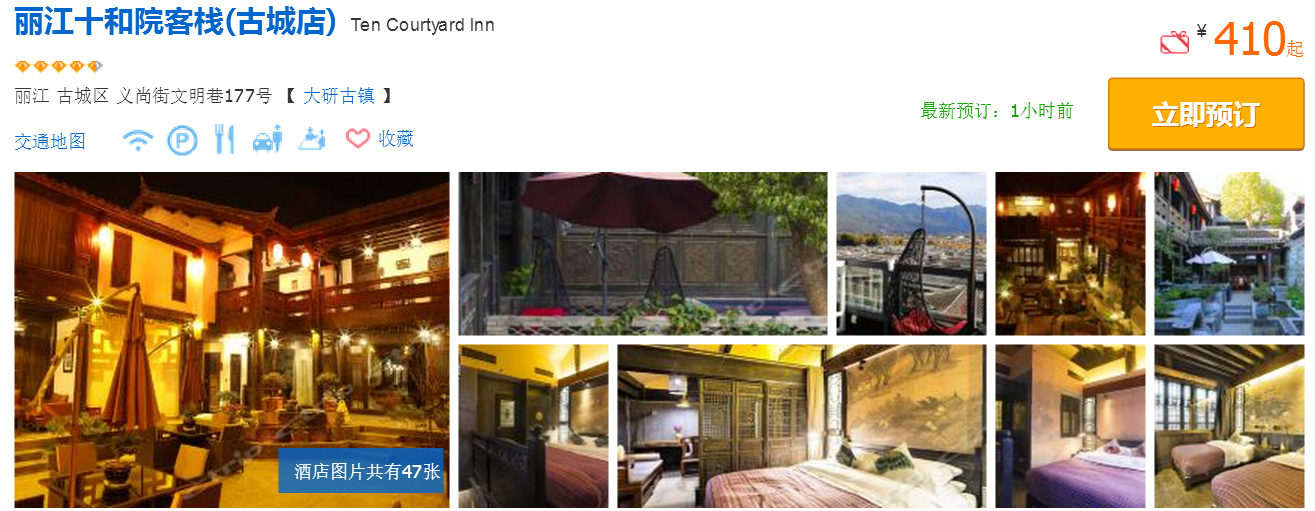 丽江十和院客栈(古城店) Ten Courtyard Inn
¥410起
丽江 古城区 义尚街文明巷177号 【 大研古镇 】
最新预订：1小时前
立即预订
交通地图
P
收藏
酒店图片共有47张